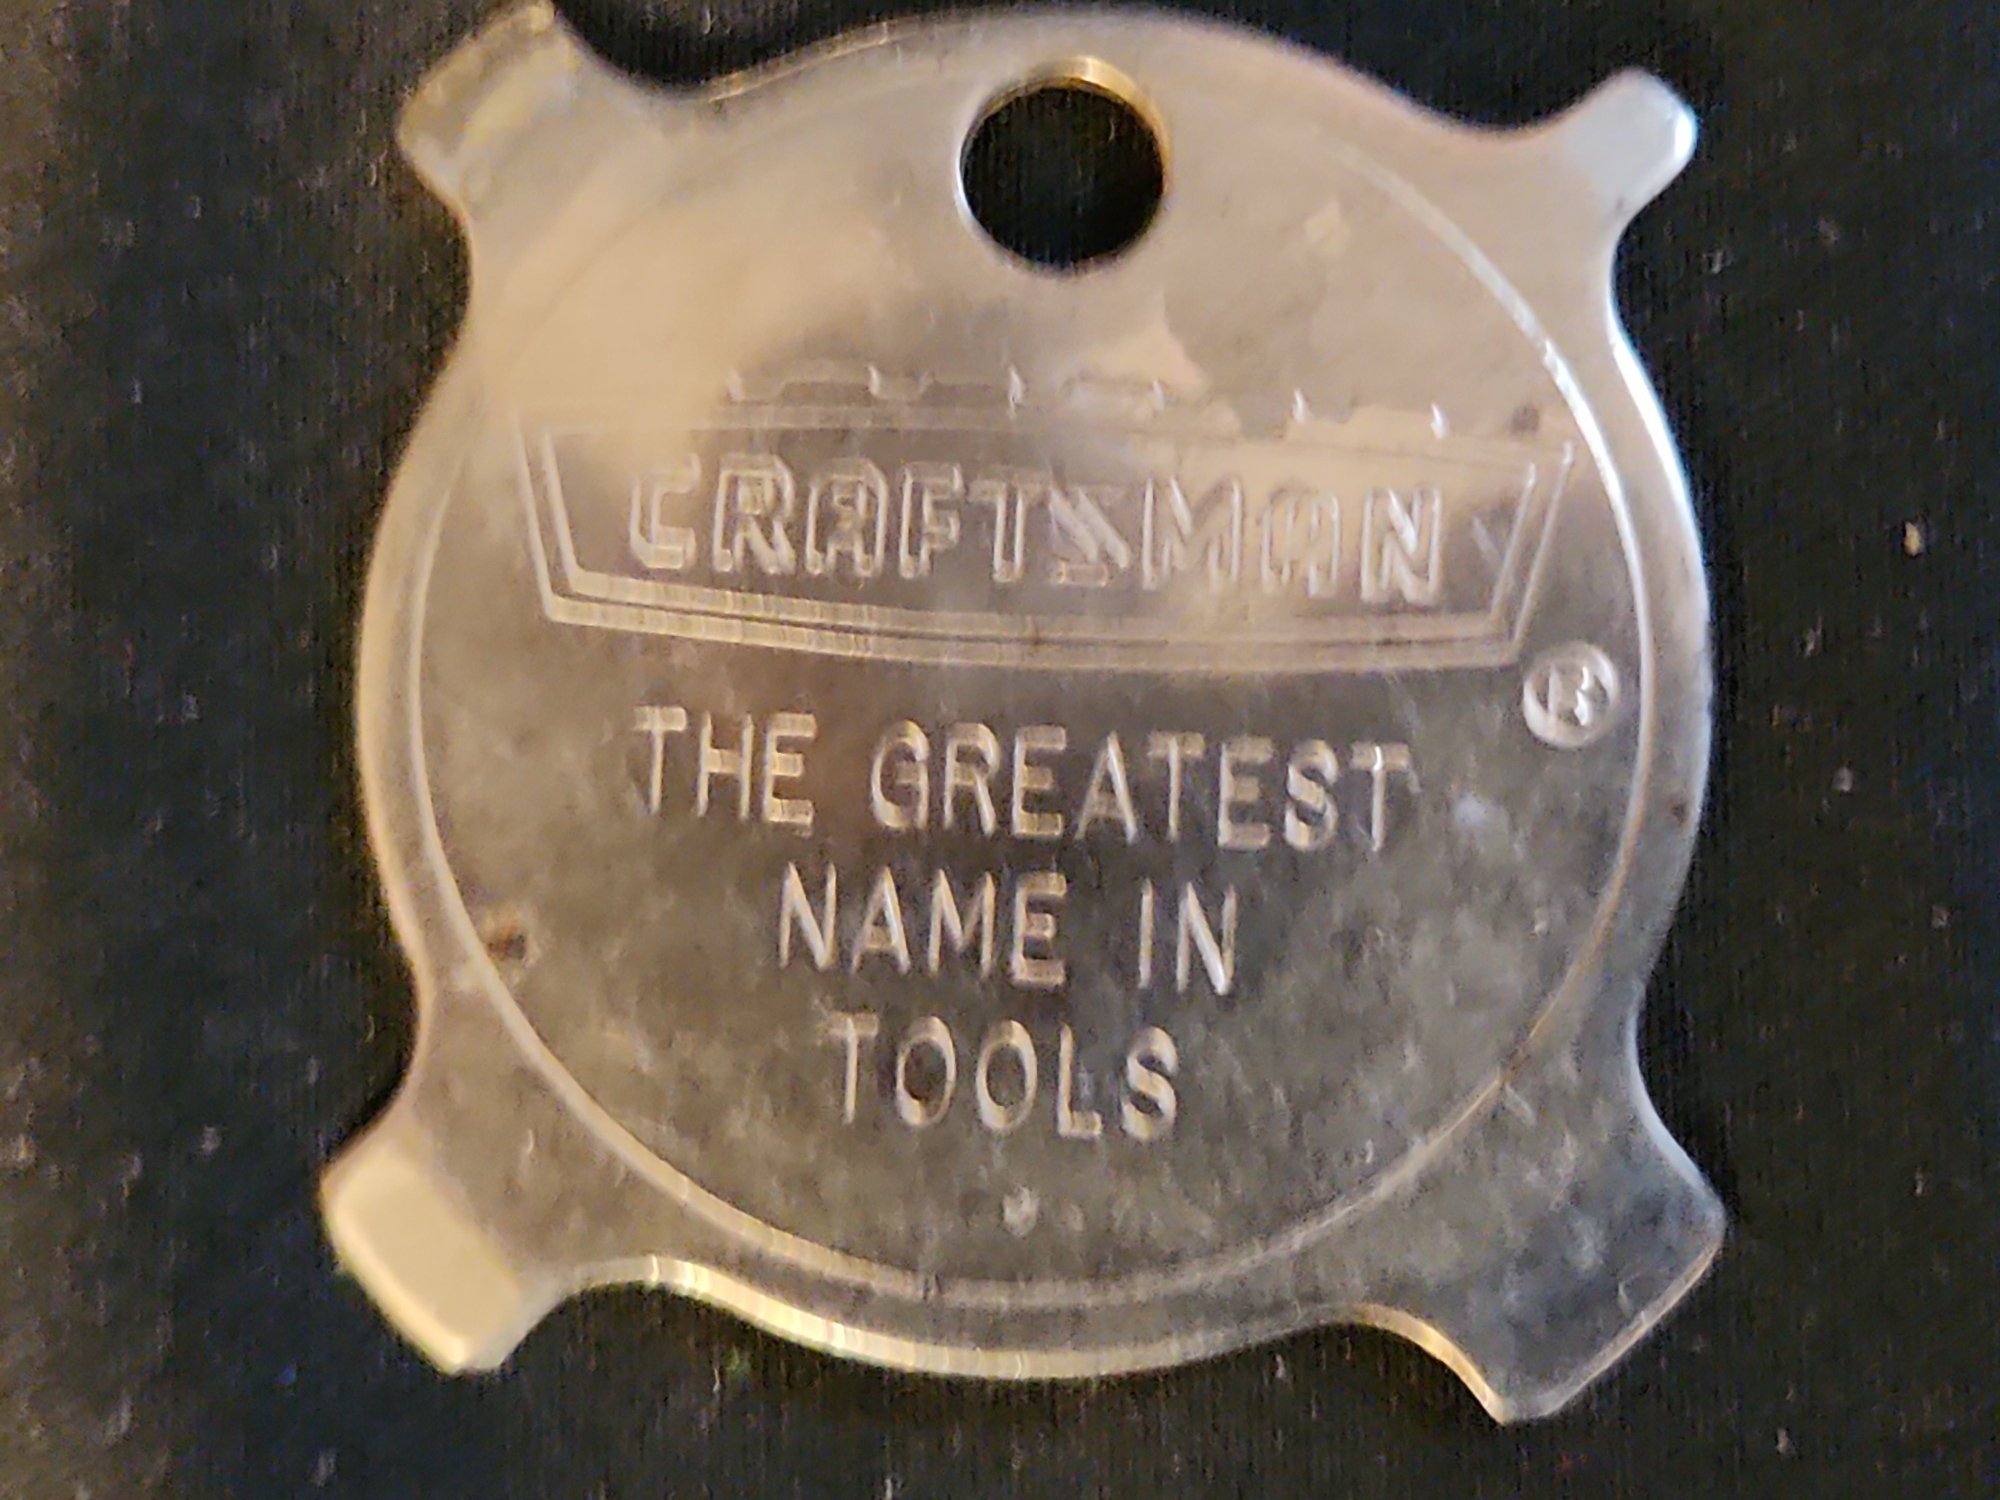 CRAFTSMAN
®
THE GREATEST
NAME IN
TOOLS